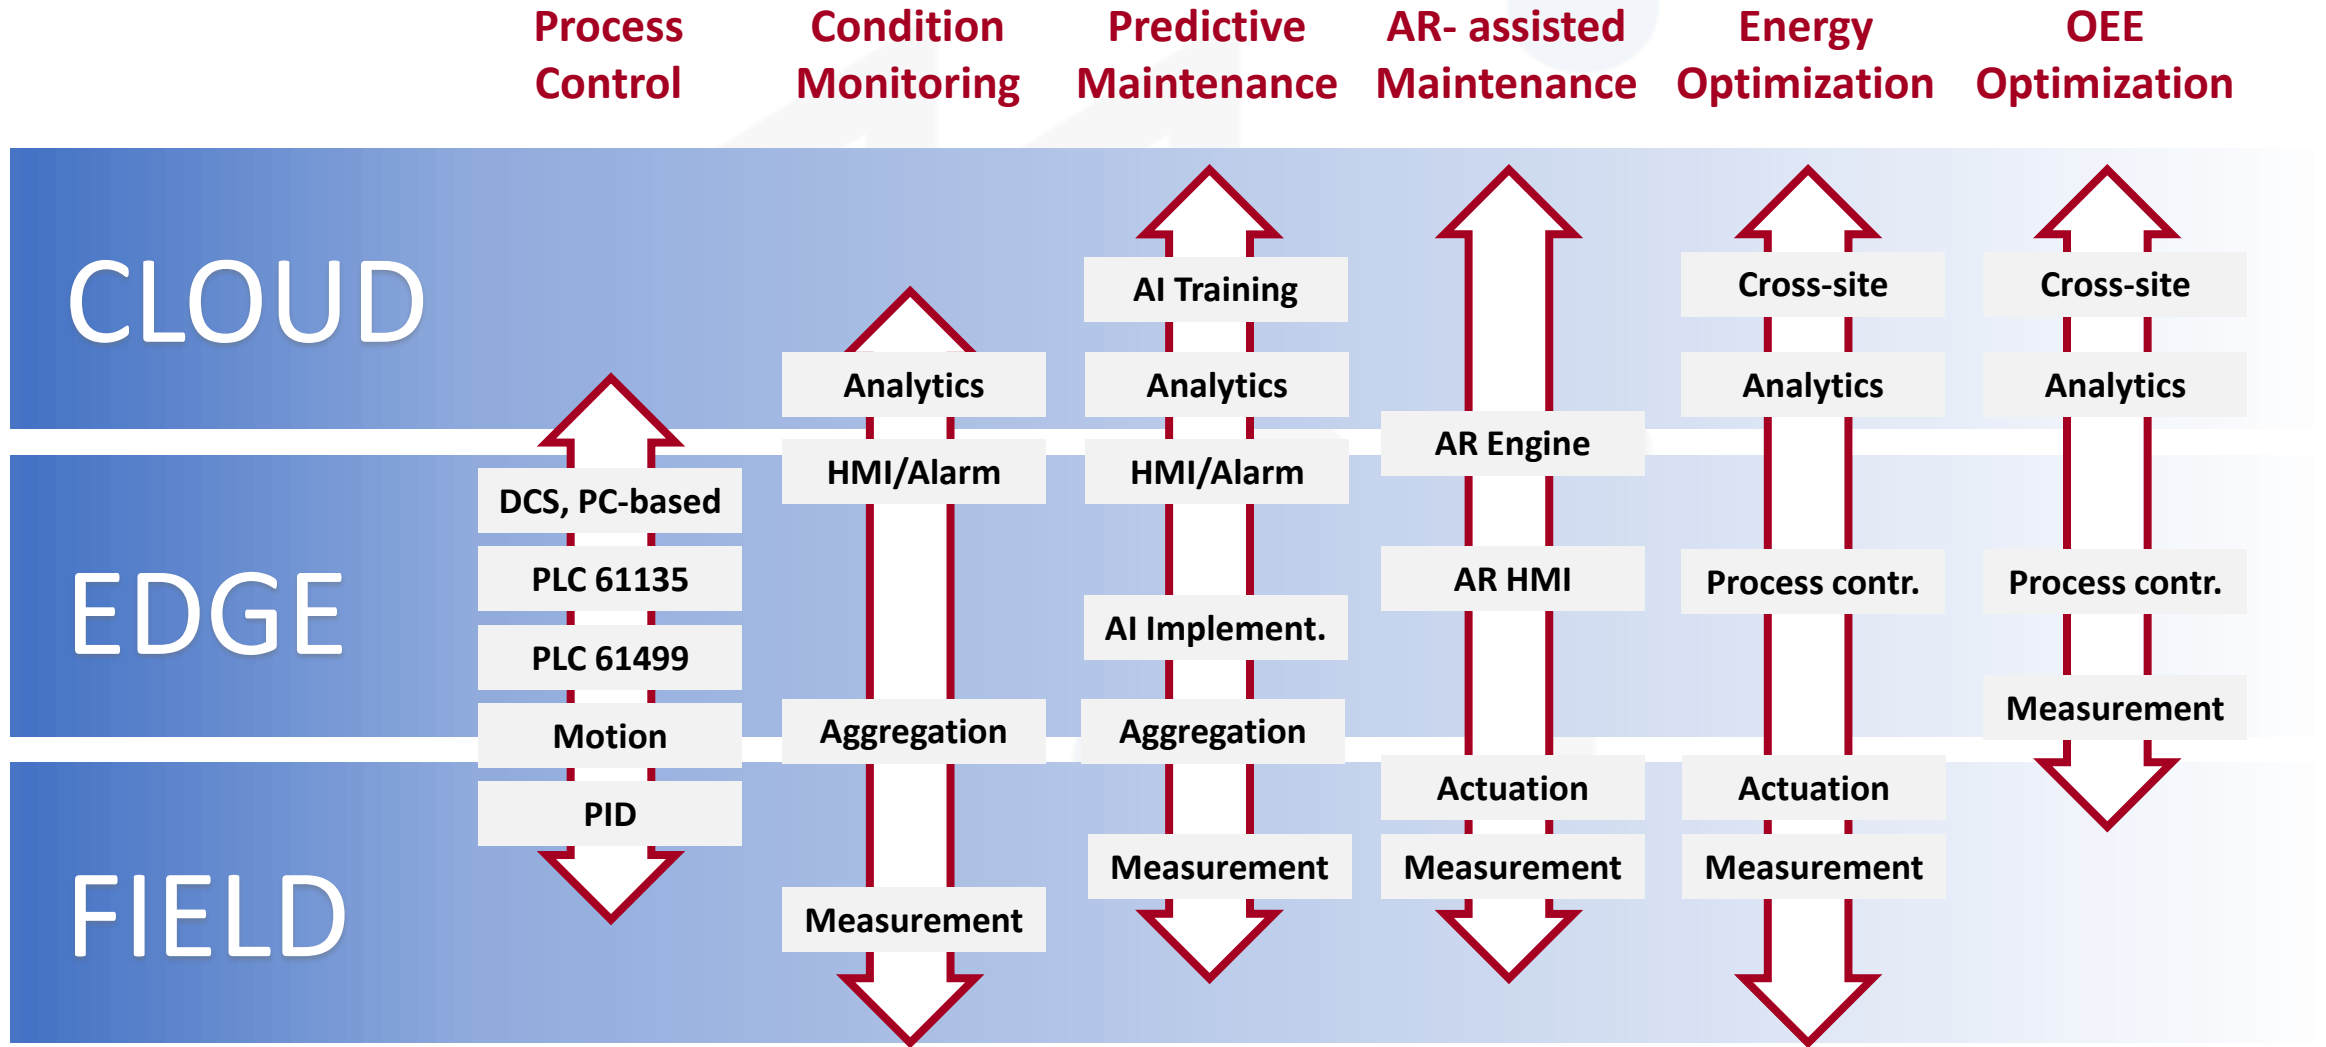 Process
Control
Condition
Monitoring
Predictive
Maintenance
AR- assisted
Maintenance
Energy
Optimization
OEE
Optimization
CLOUD
EDGE
FIELD
DCS, PC-based
PLC 61135
PLC 61499
Motion
PID
Analytics
HMI/Alarm
Aggregation
Measurement
AI Training
Analytics
HMI/Alarm
AI Implement.
Aggregation
Measurement
AR Engine
AR HMI
Actuation
Measurement
Cross-site
Analytics
Process contr.
Actuation
Measurement
Cross-site
Analytics
Process contr.
Measurement